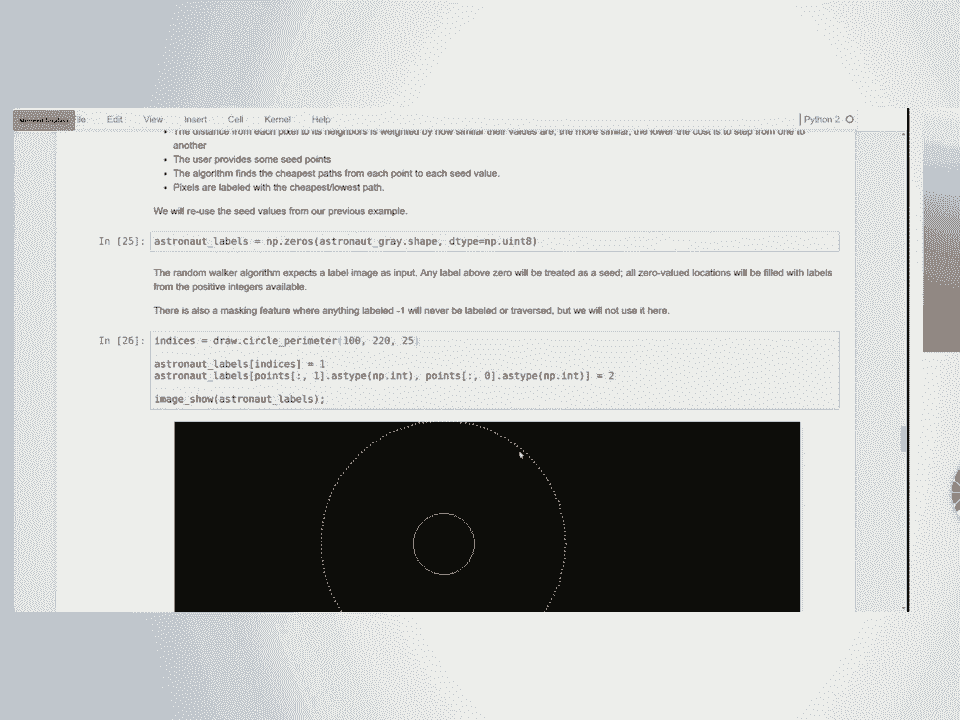 File Edit View Insert Cell Kernel Help Python 2
The distance from each pixel to its neighbors is weighted by how similar their values are; the more similar, the lower the cost is to step from one to
another
• The user provides some seed points
• The algorithm finds the cheapest paths from each point to each seed value.
• Pixels are labeled with the cheapest/lowest path.
We will re-use the seed values from our previous example.
In [25]: astronaut_labels = np.zeros(astronaut_gray.shape, dtype=np.uint8)
The random walker algorithm expects a label image as input. Any label above zero will be treated as a seed; all zero-valued locations will be filled with labels
from the positive integers available.
There is also a masking feature where anything labeled -1 will never be labeled or traversed, but we will not use it here.
In [26]: indices = draw.circle_perimeter(100, 220, 25)
astronaut_labels[indices] = 1
astronaut_labels[points[:, 1].astype(np.int), points[:, 0].astype(np.int)] = 2
image_show(astronaut_labels);